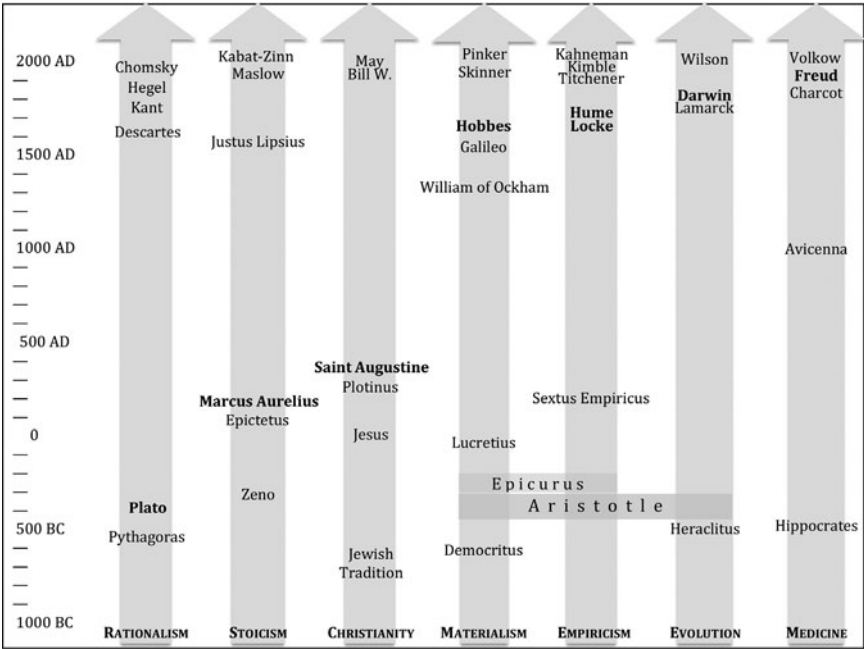 2000 AD
1500 AD
1000 AD
500 AD
0
500 BC
1000 BC
Chomsky
Hegel
Kant
Descartes
Plato
Pythagoras
RATIONALISM
Kabat-Zinn
Maslow
Justus Lipsius
Marcus Aurelius
Epictetus
Zeno
STOICISM
May
Bill W.
Saint Augustine
Plotinus
Jesus
Jewish
Tradition
CHRISTIANITY
Pinker
Skinner
Hobbes
Galileo
William of Ockham
Lucretius
Epicurus
Aristotle
Democritus
MATERIALISM
Kahneman
Kimble
Titchener
Hume
Locke
Sextus Empiricus
EMPIRICISM
Wilson
Darwin
Lamarck
Heraclitus
EVOLUTION
Volkow
Freud
Charcot
Avicenna
Hippocrates
MEDICINE